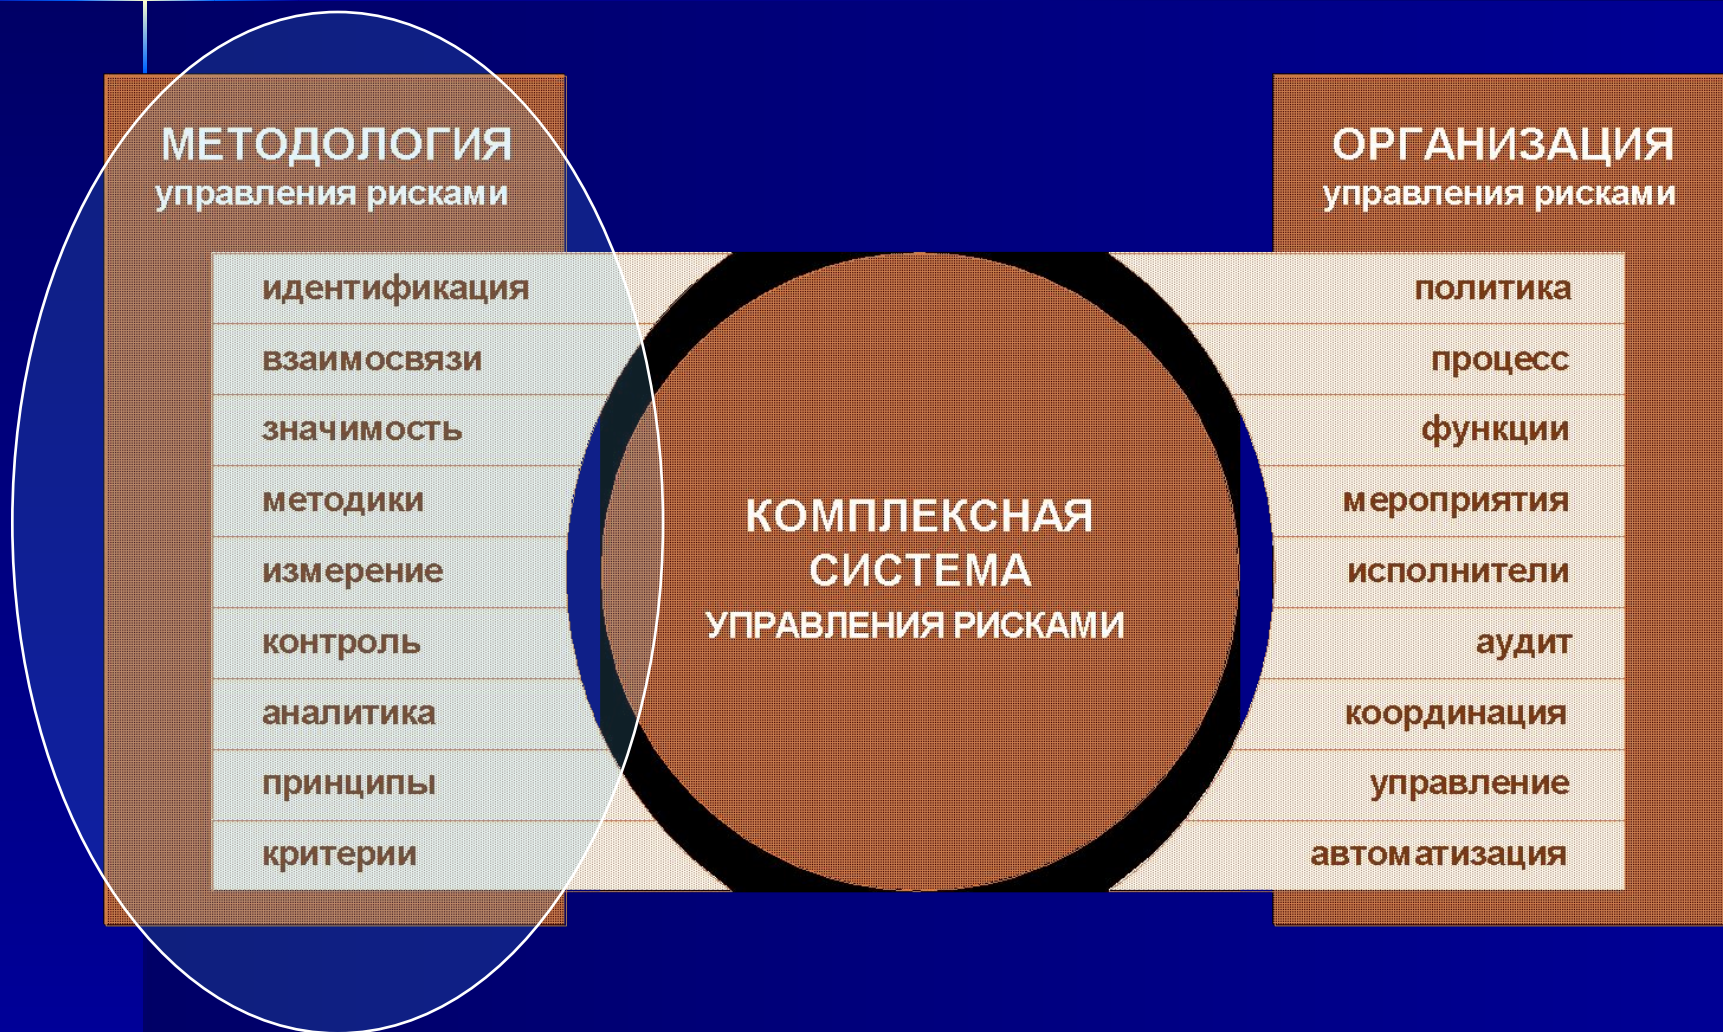 МЕТОДОЛОГИЯ
управления рисками
идентификация
взаимосвязи
значимость
методики
измерение
контроль
аналитика
принципы
критерии
КОМПЛЕКСНАЯ
СИСТЕМА
УПРАВЛЕНИЯ РИСКАМИ
ОРГАНИЗАЦИЯ
управления рисками
политика
процесс
функции
мероприятия
исполнители
аудит
координация
управление
автоматизация